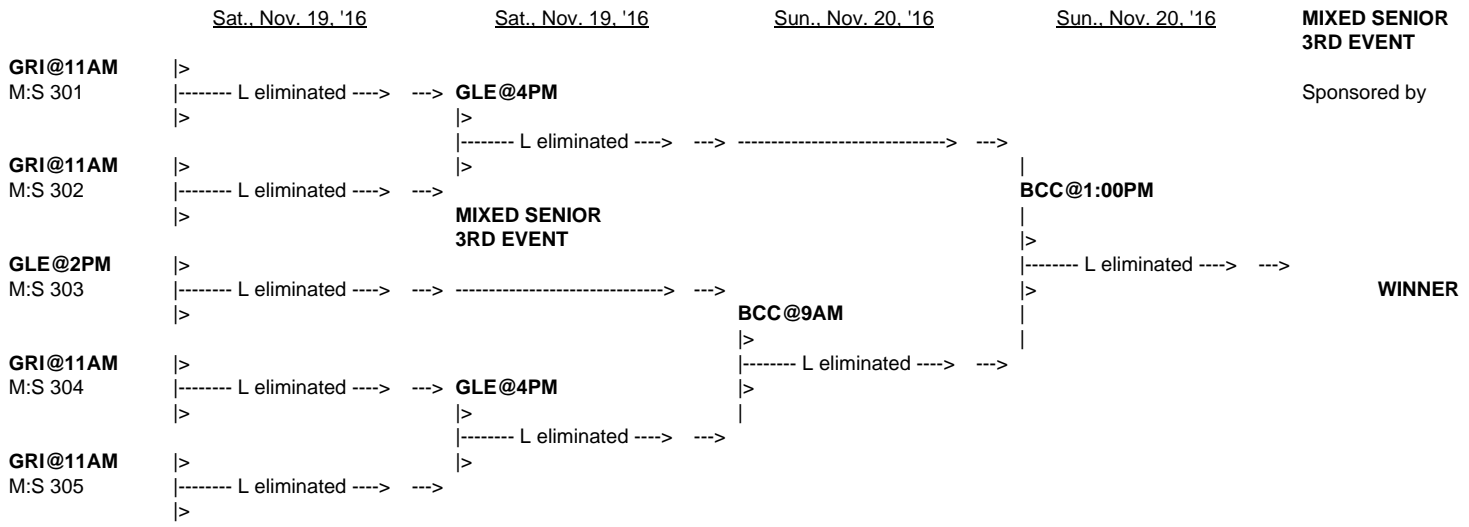 Sat., Nov. 19, '16 Sat., Nov. 19, '16 Sun., Nov. 20, '16 Sun., Nov. 20, '16 MIXED SENIOR
3RD EVENT
GRI@11AM |>
M:S 301 |-------- L eliminated ----> ---> GLE@4PM Sponsored by
|> |>
|-------- L eliminated ----> ---> ------------------------------> --->
GRI@11AM |> |> |
M:S 302 |-------- L eliminated ----> ---> BCC@1:00PM
|> MIXED SENIOR |
3RD EVENT |>
GLE@2PM |> |-------- L eliminated ----> --->
M:S 303 |-------- L eliminated ----> ---> ------------------------------> ---> |> WINNER
|> BCC@9AM |
|> |
GRI@11AM |> |-------- L eliminated ----> --->
M:S 304 |-------- L eliminated ----> ---> GLE@4PM |>
|> |> |
|-------- L eliminated ----> --->
GRI@11AM |> |>
M:S 305 |-------- L eliminated ----> --->
|>